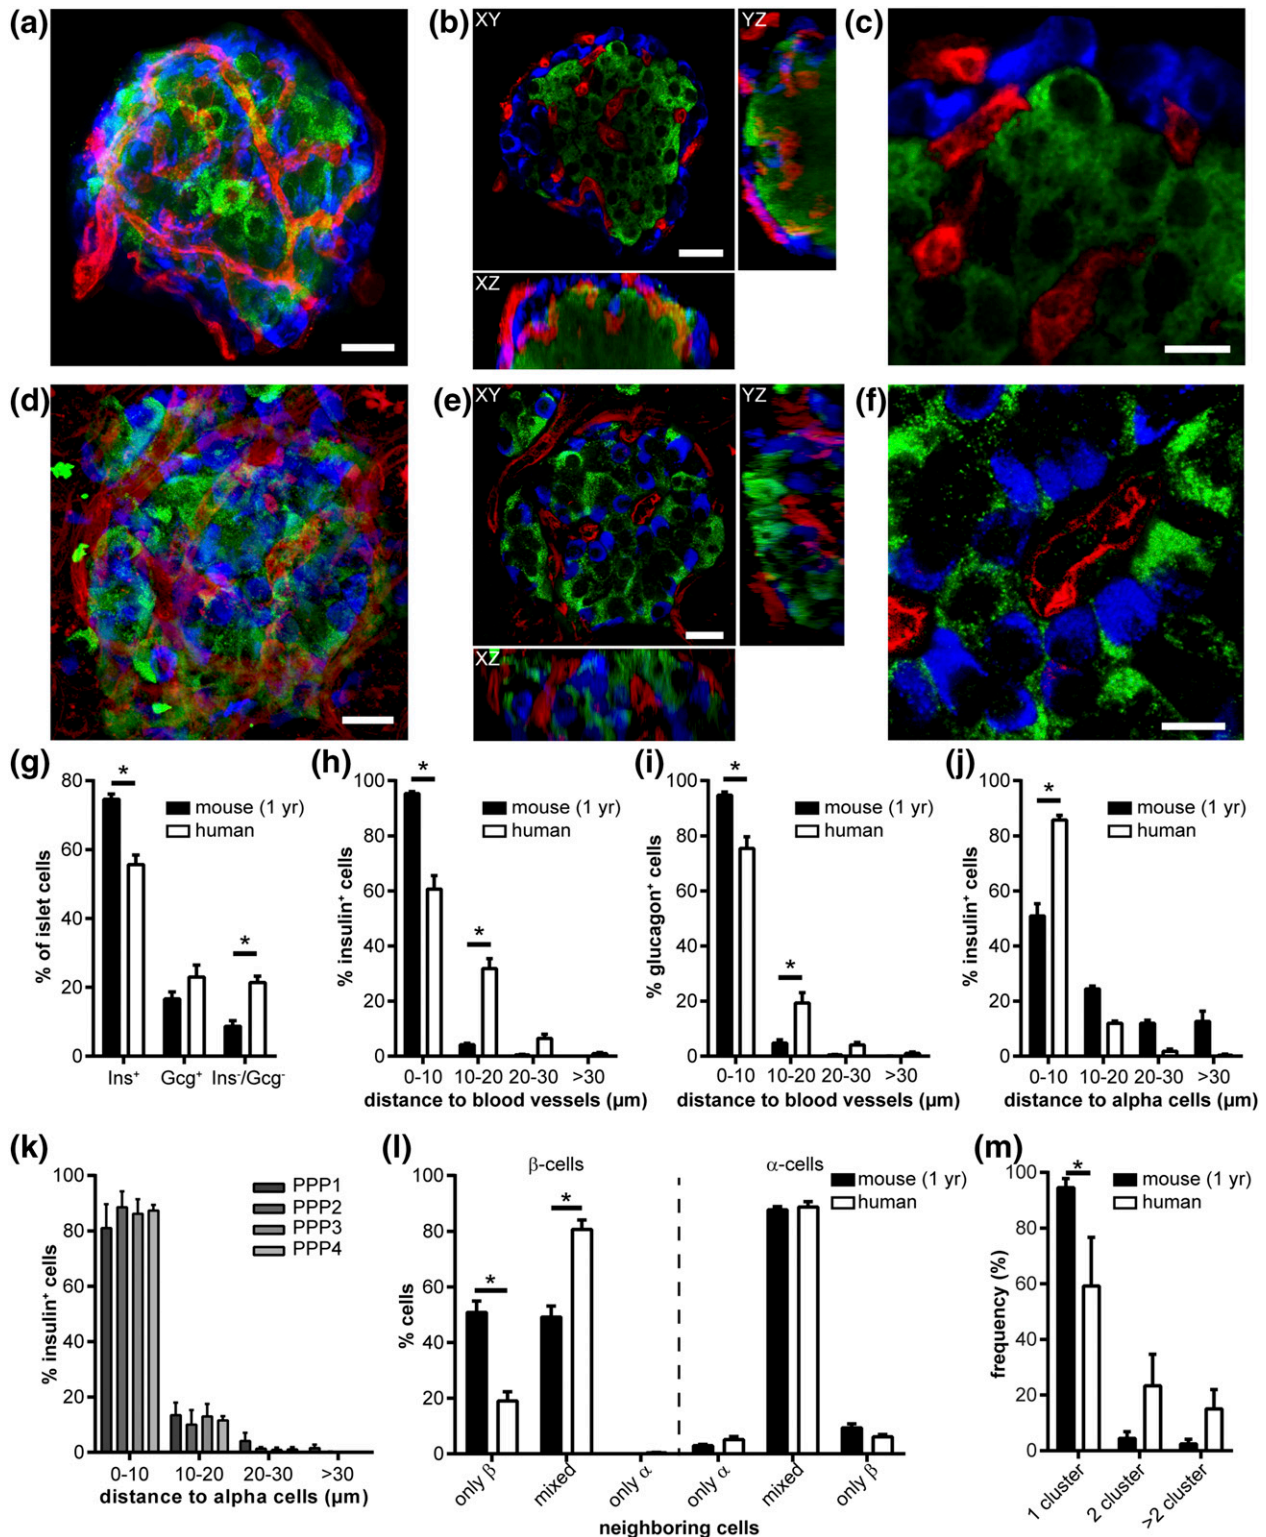 (a)
(b)
XY
YZ
XZ
(c)
(d)
(e)
XY
YZ
XZ
(f)
(g)
80
60
40
20
0
% of islet cells
*
*
mouse (1 yr)
human
Ins⁺
Gcg⁺
Ins⁻/Gcg⁻
(h)
100
80
60
40
20
0
% insulin⁺ cells
*
*
mouse (1 yr)
human
0-10
10-20
20-30
>30
distance to blood vessels (μm)
(i)
100
80
60
40
20
0
% glucagon⁺ cells
*
*
mouse (1 yr)
human
0-10
10-20
20-30
>30
distance to blood vessels (μm)
(j)
100
80
60
40
20
0
% insulin⁺ cells
*
mouse (1 yr)
human
0-10
10-20
20-30
>30
distance to alpha cells (μm)
(k)
100
80
60
40
20
0
% insulin⁺ cells
PPP1
PPP2
PPP3
PPP4
0-10
10-20
20-30
>30
distance to alpha cells (μm)
(l)
β-cells
α-cells
100
80
60
40
20
0
% cells
*
*
mouse (1 yr)
human
only β
mixed
only α
only α
mixed
only β
neighboring cells
(m)
100
80
60
40
20
0
frequency (%)
*
mouse (1 yr)
human
1 cluster
2 cluster
>2 cluster